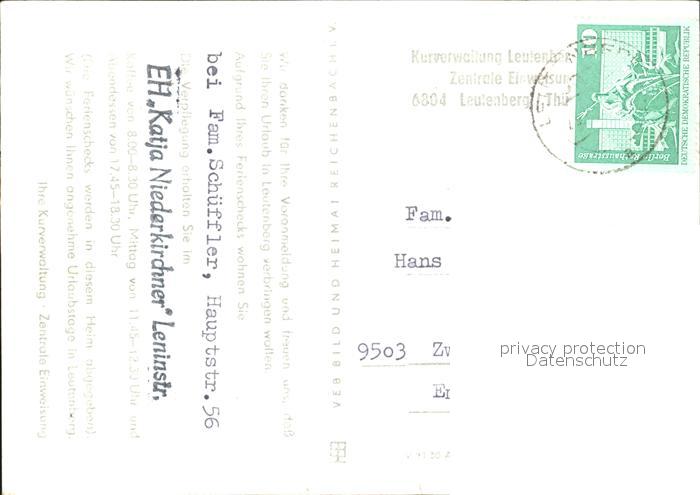 Wir danken für Ihre Voranmeldung und freuen uns, daß
Sie Ihren Urlaub in Leutenberg verbringen wollen.
Aufgrund Ihres Ferienschecks wohnen Sie
bei Fam.Schüffler, Hauptstr.56
Die Verpflegung erhalten Sie im
EH „Katja Niederkirchner" Leninstr.
Kaffee von 8.00–8.30 Uhr, Mittag von 11.45–12.30 Uhr und
Abendessen von 17.45–18.30 Uhr
(Die Ferienschecks werden in diesem Heim abgegeben)
Wir wünschen Ihnen angenehme Urlaubstage in Leutenberg.
Ihre Kurverwaltung · Zentrale Einweisung
VEB BILD UND HEIMAT REICHENBACH I. V.
Kurverwaltung Leutenberg
Zentrale Einweisung
6804 Leutenberg Thür
10
DEUTSCHE DEMOKRATISCHE REPUBLIK
Berlin, Rathausstraße
Fam.
Hans
9503 Zw
privacy protection
Datenschutz